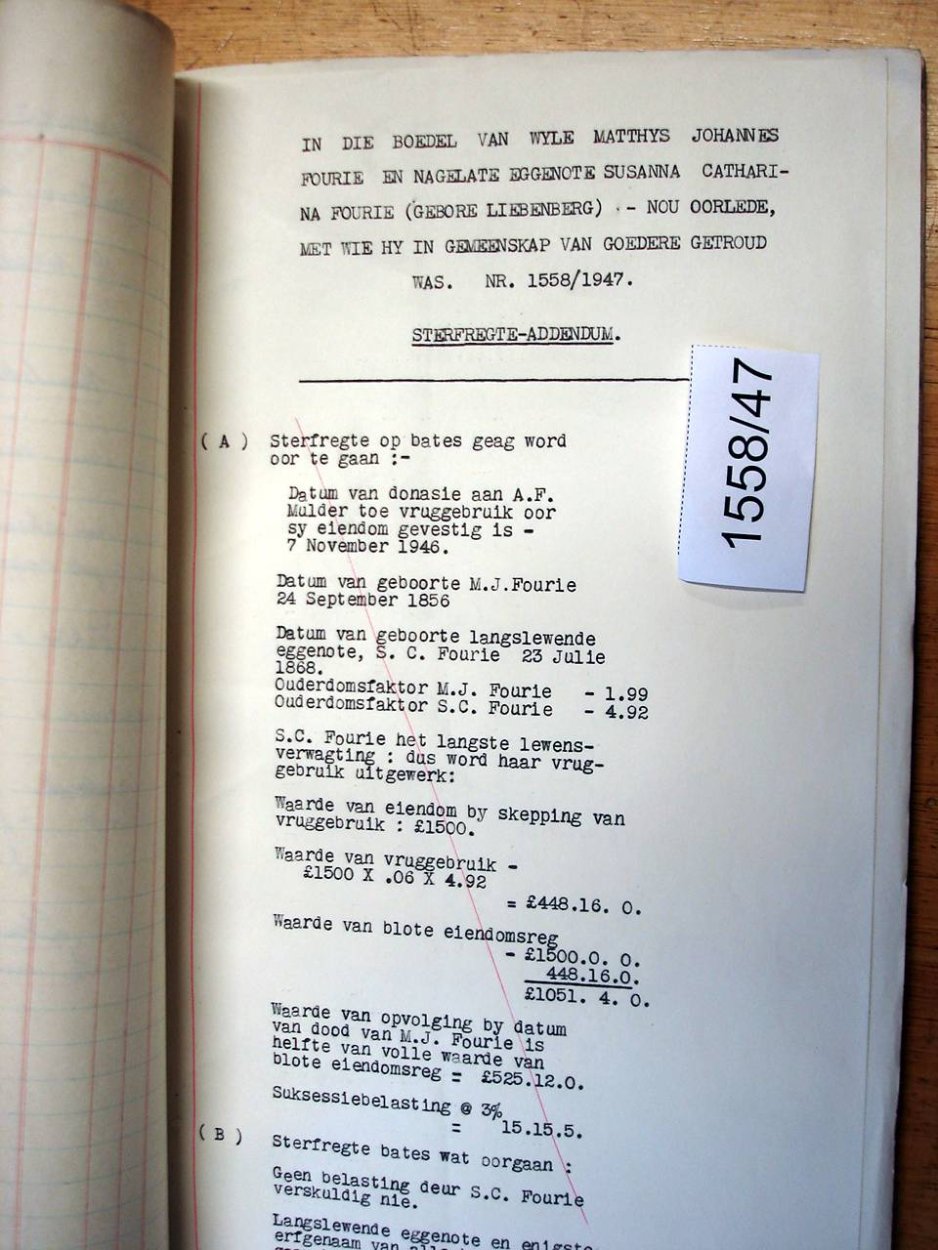 IN DIE BOEDEL VAN WYLE MATTHYS JOHANNES
FOURIE EN NAGELATE EGGENOTE SUSANNA CATHARI-
NA FOURIE (GEBORE LIEBENBERG) - NOU OORLEDE,
MET WIE HY IN GEMEENSKAP VAN GOEDERE GETROUD
WAS. NR. 1558/1947.
STERFREGTE-ADDENDUM.
1558/47
( A ) Sterfregte op bates geag word
oor te gaan :-
Datum van donasie aan A.F.
Mulder toe vruggebruik oor
sy eiendom gevestig is -
7 November 1946.
Datum van geboorte M.J.Fourie
24 September 1856
Datum van geboorte langslewende
eggenote, S. C. Fourie 23 Julie
1868.
Ouderdomsfaktor M.J. Fourie - 1.99
Ouderdomsfaktor S.C. Fourie - 4.92
S.C. Fourie het langste lewens-
verwagting : dus word haar vrug-
gebruik uitgewerk:
Waarde van eiendom by skepping van
vruggebruik : £1500.
Waarde van vruggebruik -
£1500 X .06 X 4.92
= £448.16. 0.
Waarde van blote eiendomsreg
- £1500.0. 0.
448.16.0.
£1051. 4. 0.
Waarde van opvolging by datum
van dood van M.J. Fourie is
helfte van volle waarde van
blote eiendomsreg = £525.12.0.
Suksessiebelasting @ 3%
= 15.15.5.
( B ) Sterfregte bates wat oorgaan :
Geen belasting deur S.C. Fourie
verskuldig nie.
Langslewende eggenote en enigste
erfgenaam van